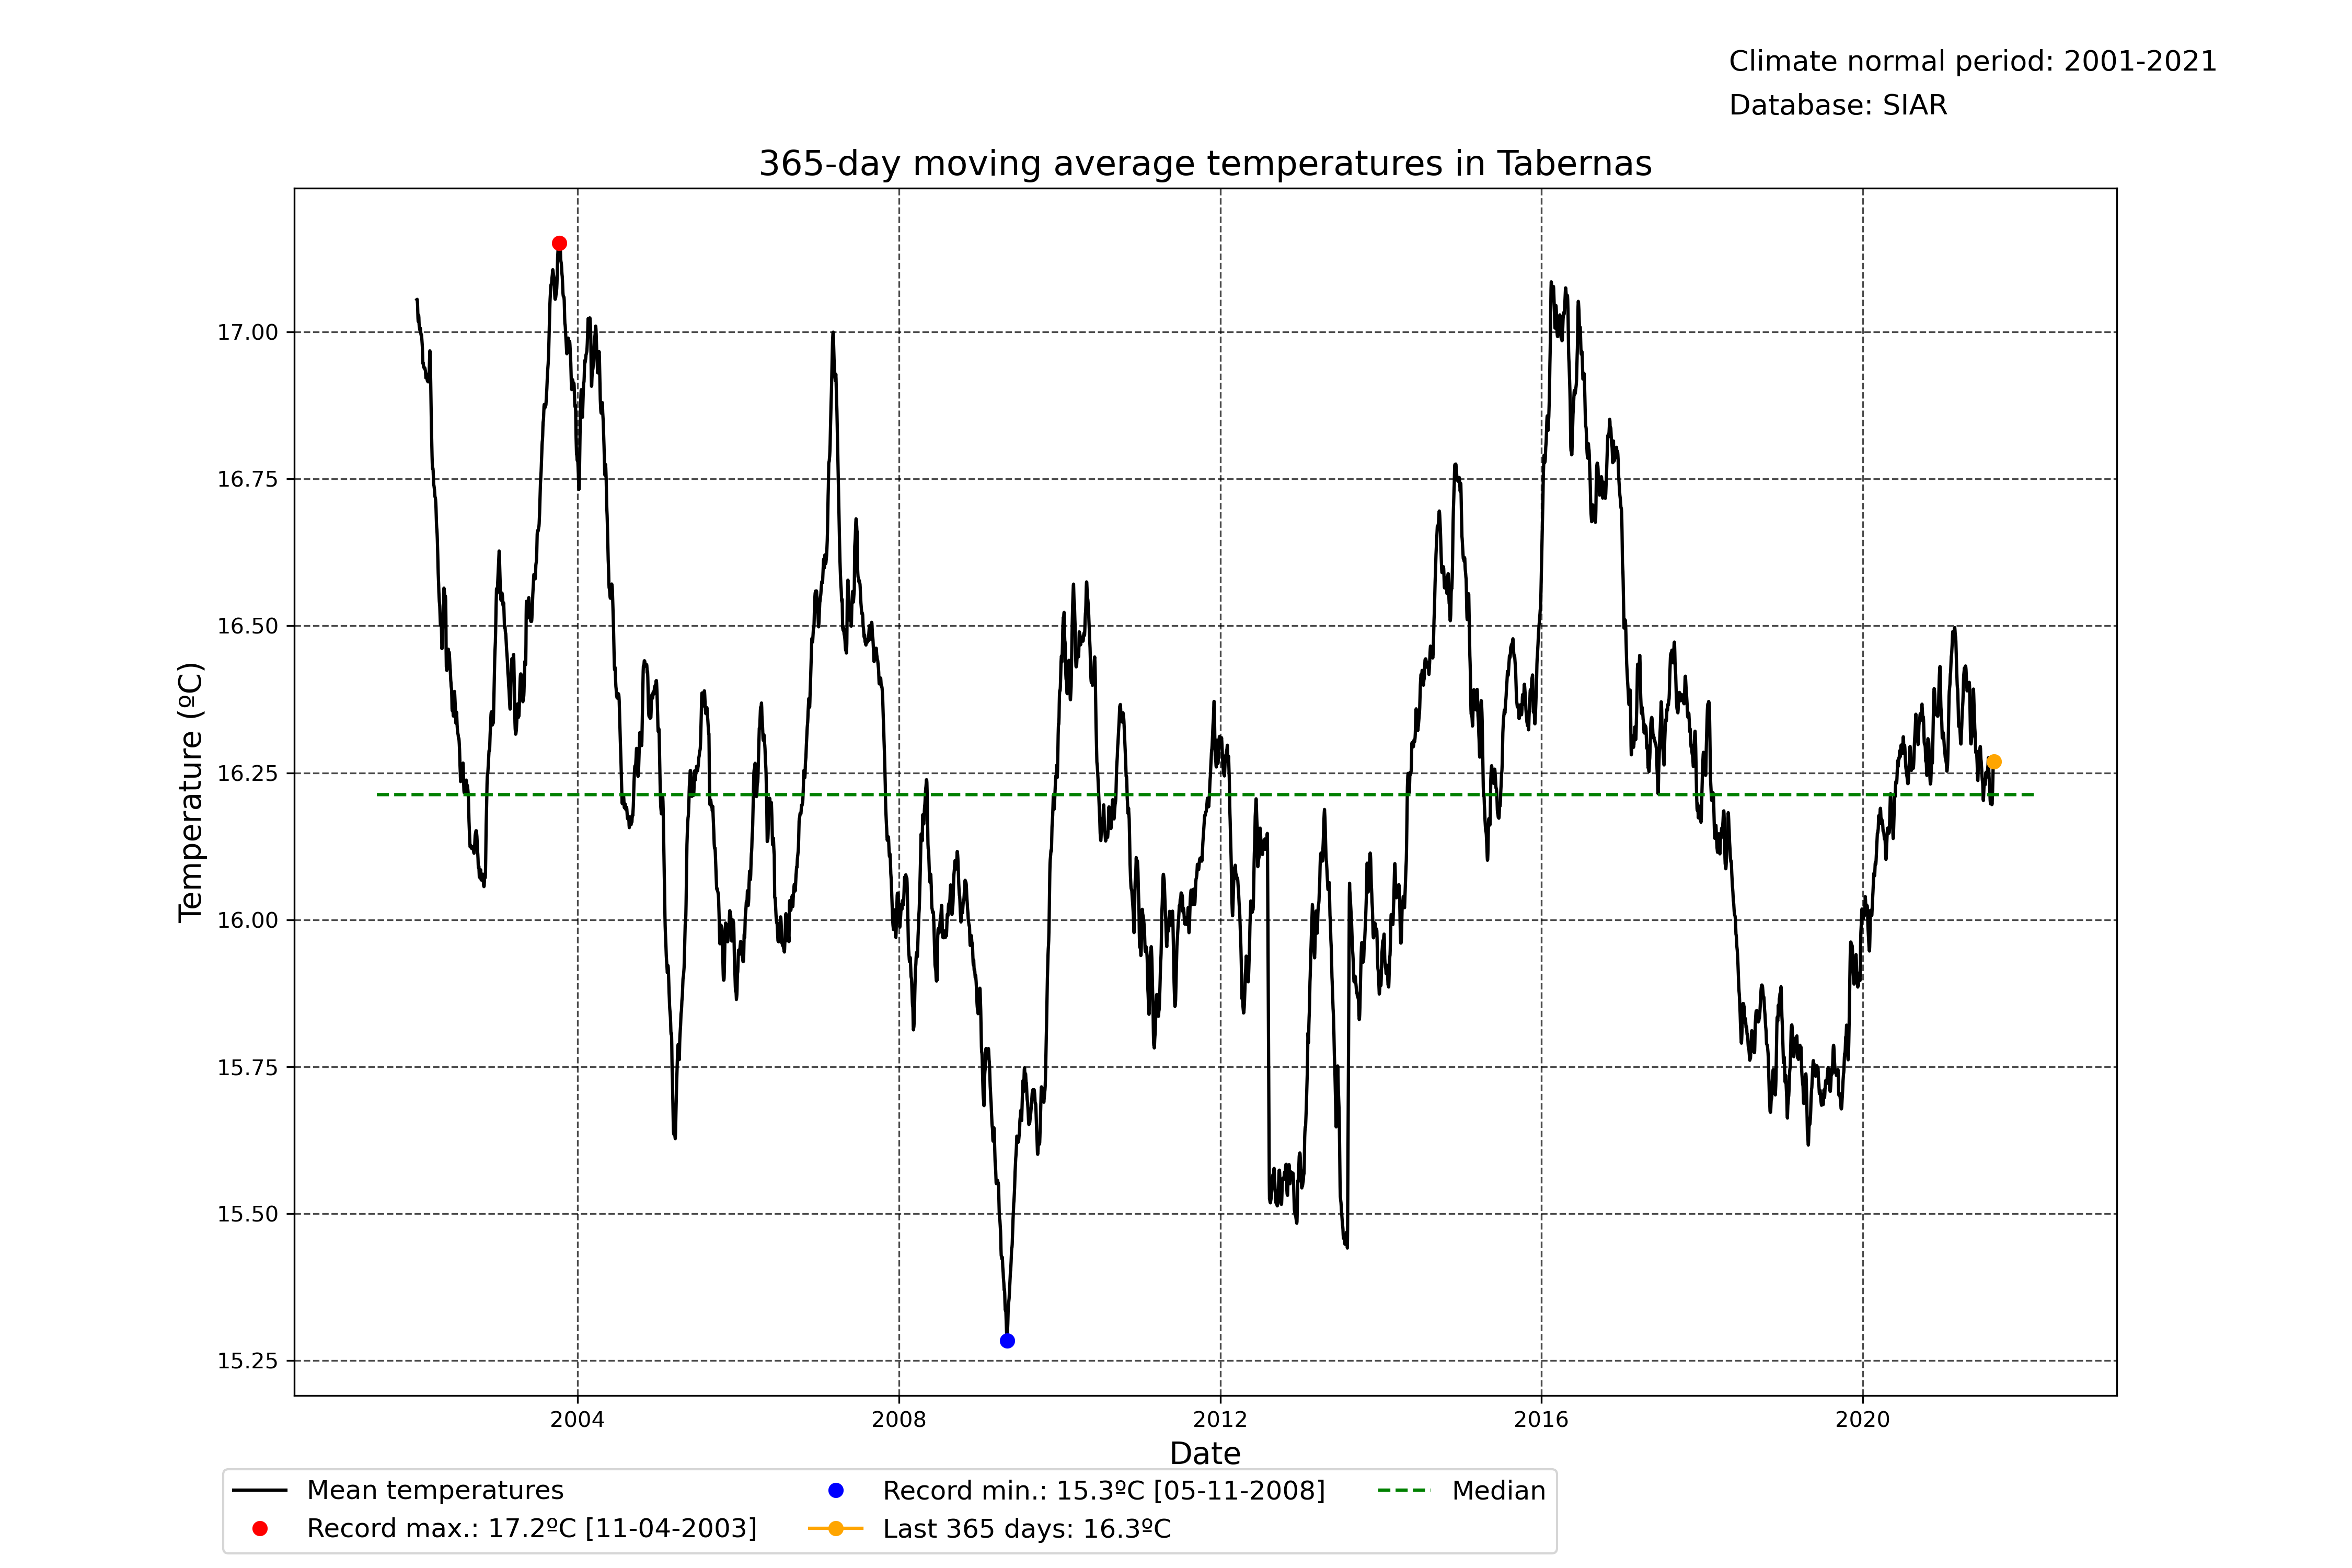 Climate normal period: 2001-2021
Database: SIAR
365-day moving average temperatures in Tabernas
Temperature (ºC)
17.00
16.75
16.50
16.25
16.00
15.75
15.50
15.25
2004 2008 2012 2016 2020
Date
Mean temperatures
Record max.: 17.2ºC [11-04-2003]
Record min.: 15.3ºC [05-11-2008]
Last 365 days: 16.3ºC
Median